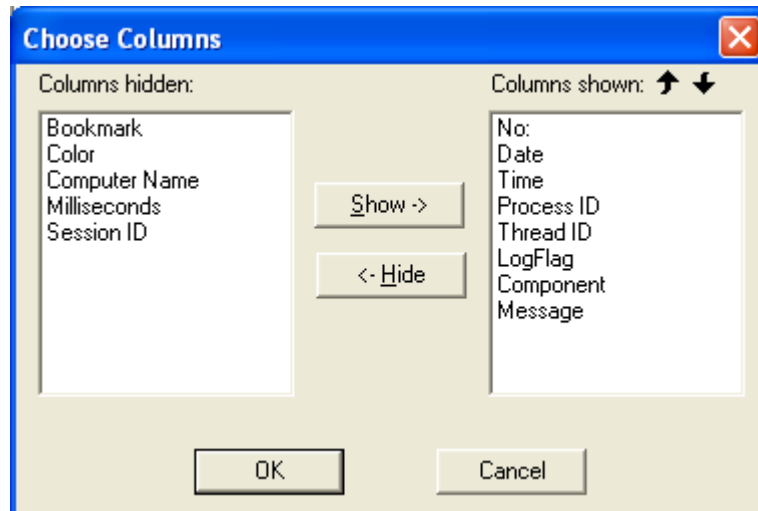 Choose Columns
Columns hidden:
Bookmark
Color
Computer Name
Milliseconds
Session ID
Show ->
<- Hide
Columns shown:
No:
Date
Time
Process ID
Thread ID
LogFlag
Component
Message
OK
Cancel